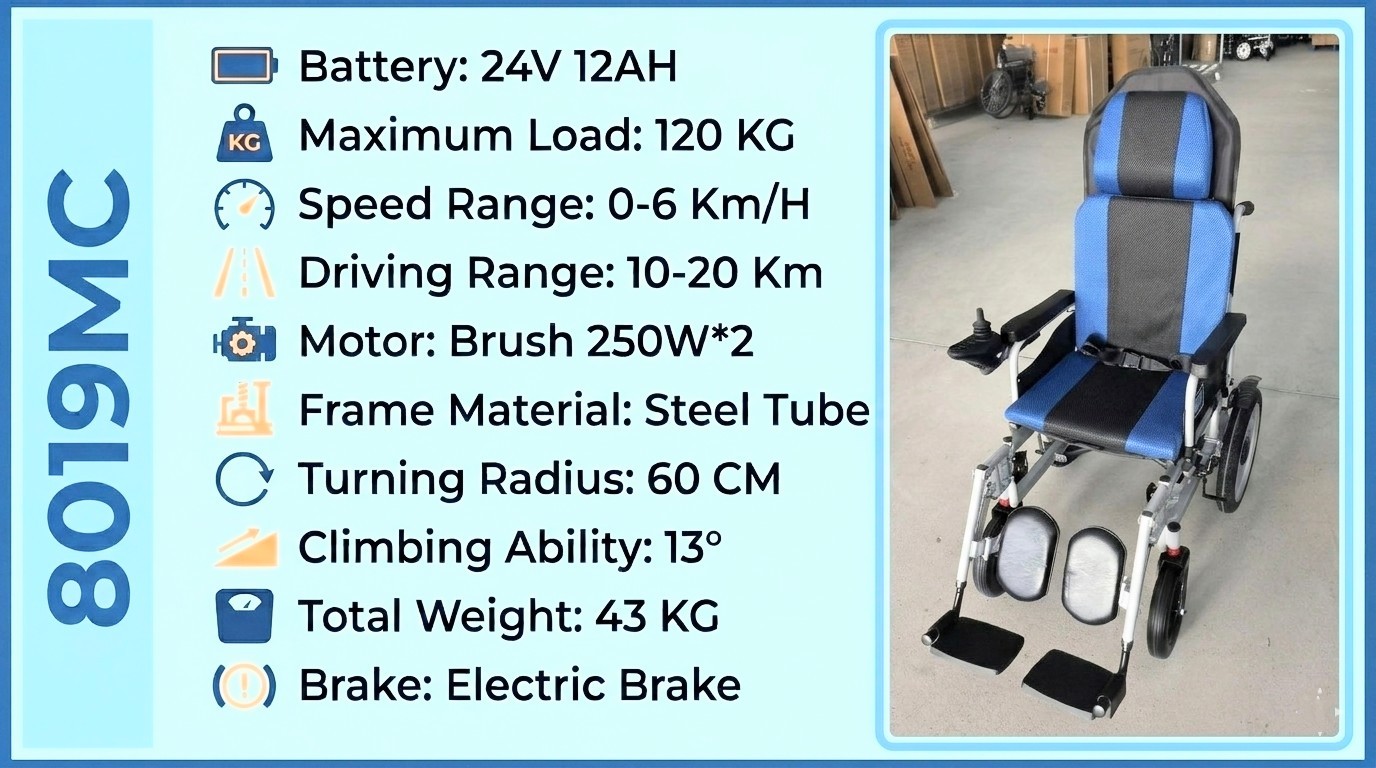 8019MC
Battery: 24V 12AH
KG
Maximum Load: 120 KG
Speed Range: 0-6 Km/H
Driving Range: 10-20 Km
Motor: Brush 250W*2
Frame Material: Steel Tube
Turning Radius: 60 CM
Climbing Ability: 13°
Total Weight: 43 KG
Brake: Electric Brake